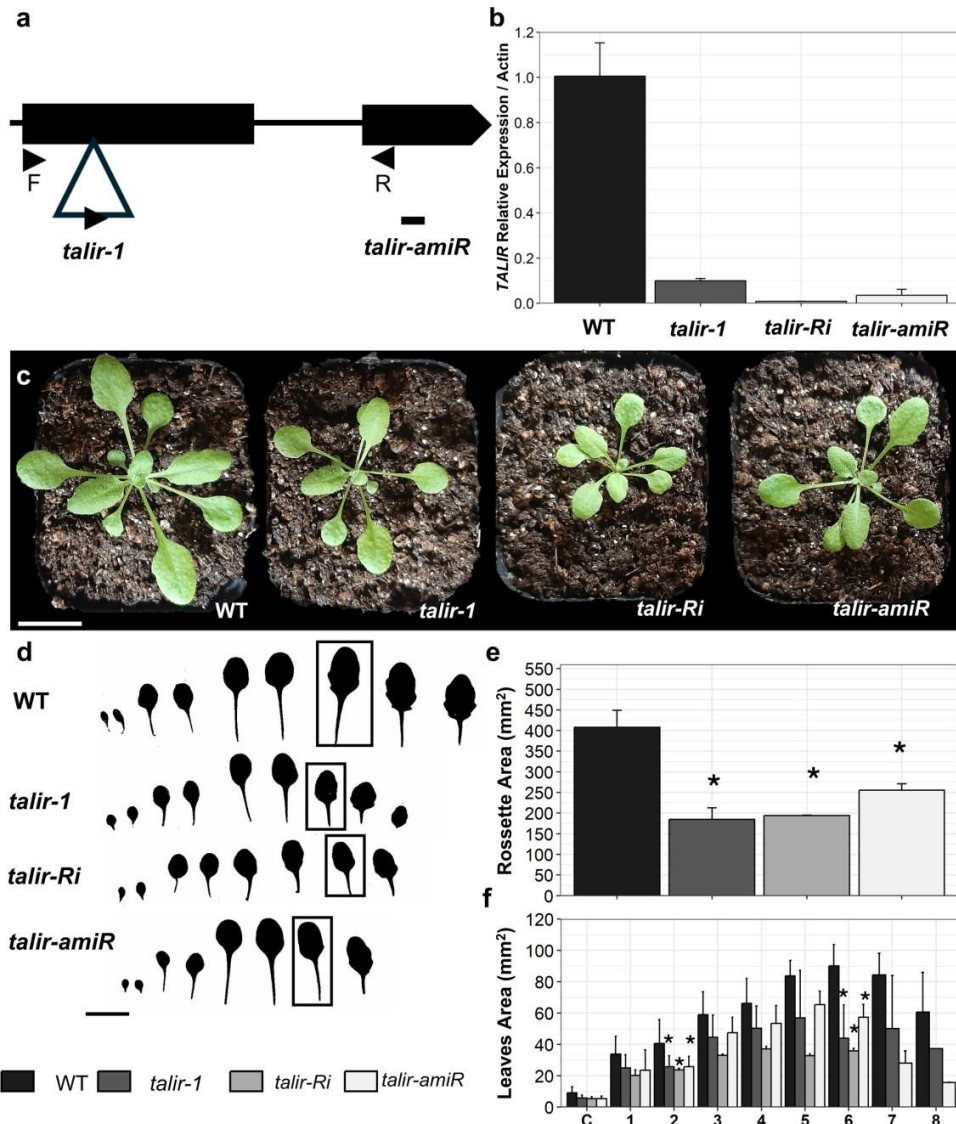 a
F
R
talir-1
talir-amiR
b
TALIR Relative Expression / Actin
1.2
1.0
0.8
0.6
0.4
0.2
0.0
WT talir-1 talir-Ri talir-amiR
c
WT
talir-1
talir-Ri
talir-amiR
d
WT
talir-1
talir-Ri
talir-amiR
e
Rossette Area (mm²)
550
500
450
400
350
300
250
200
150
100
50
0
* * *
f
Leaves Area (mm²)
120
100
80
60
40
20
0
* * * * * *
C 1 2 3 4 5 6 7 8
WT talir-1 talir-Ri talir-amiR